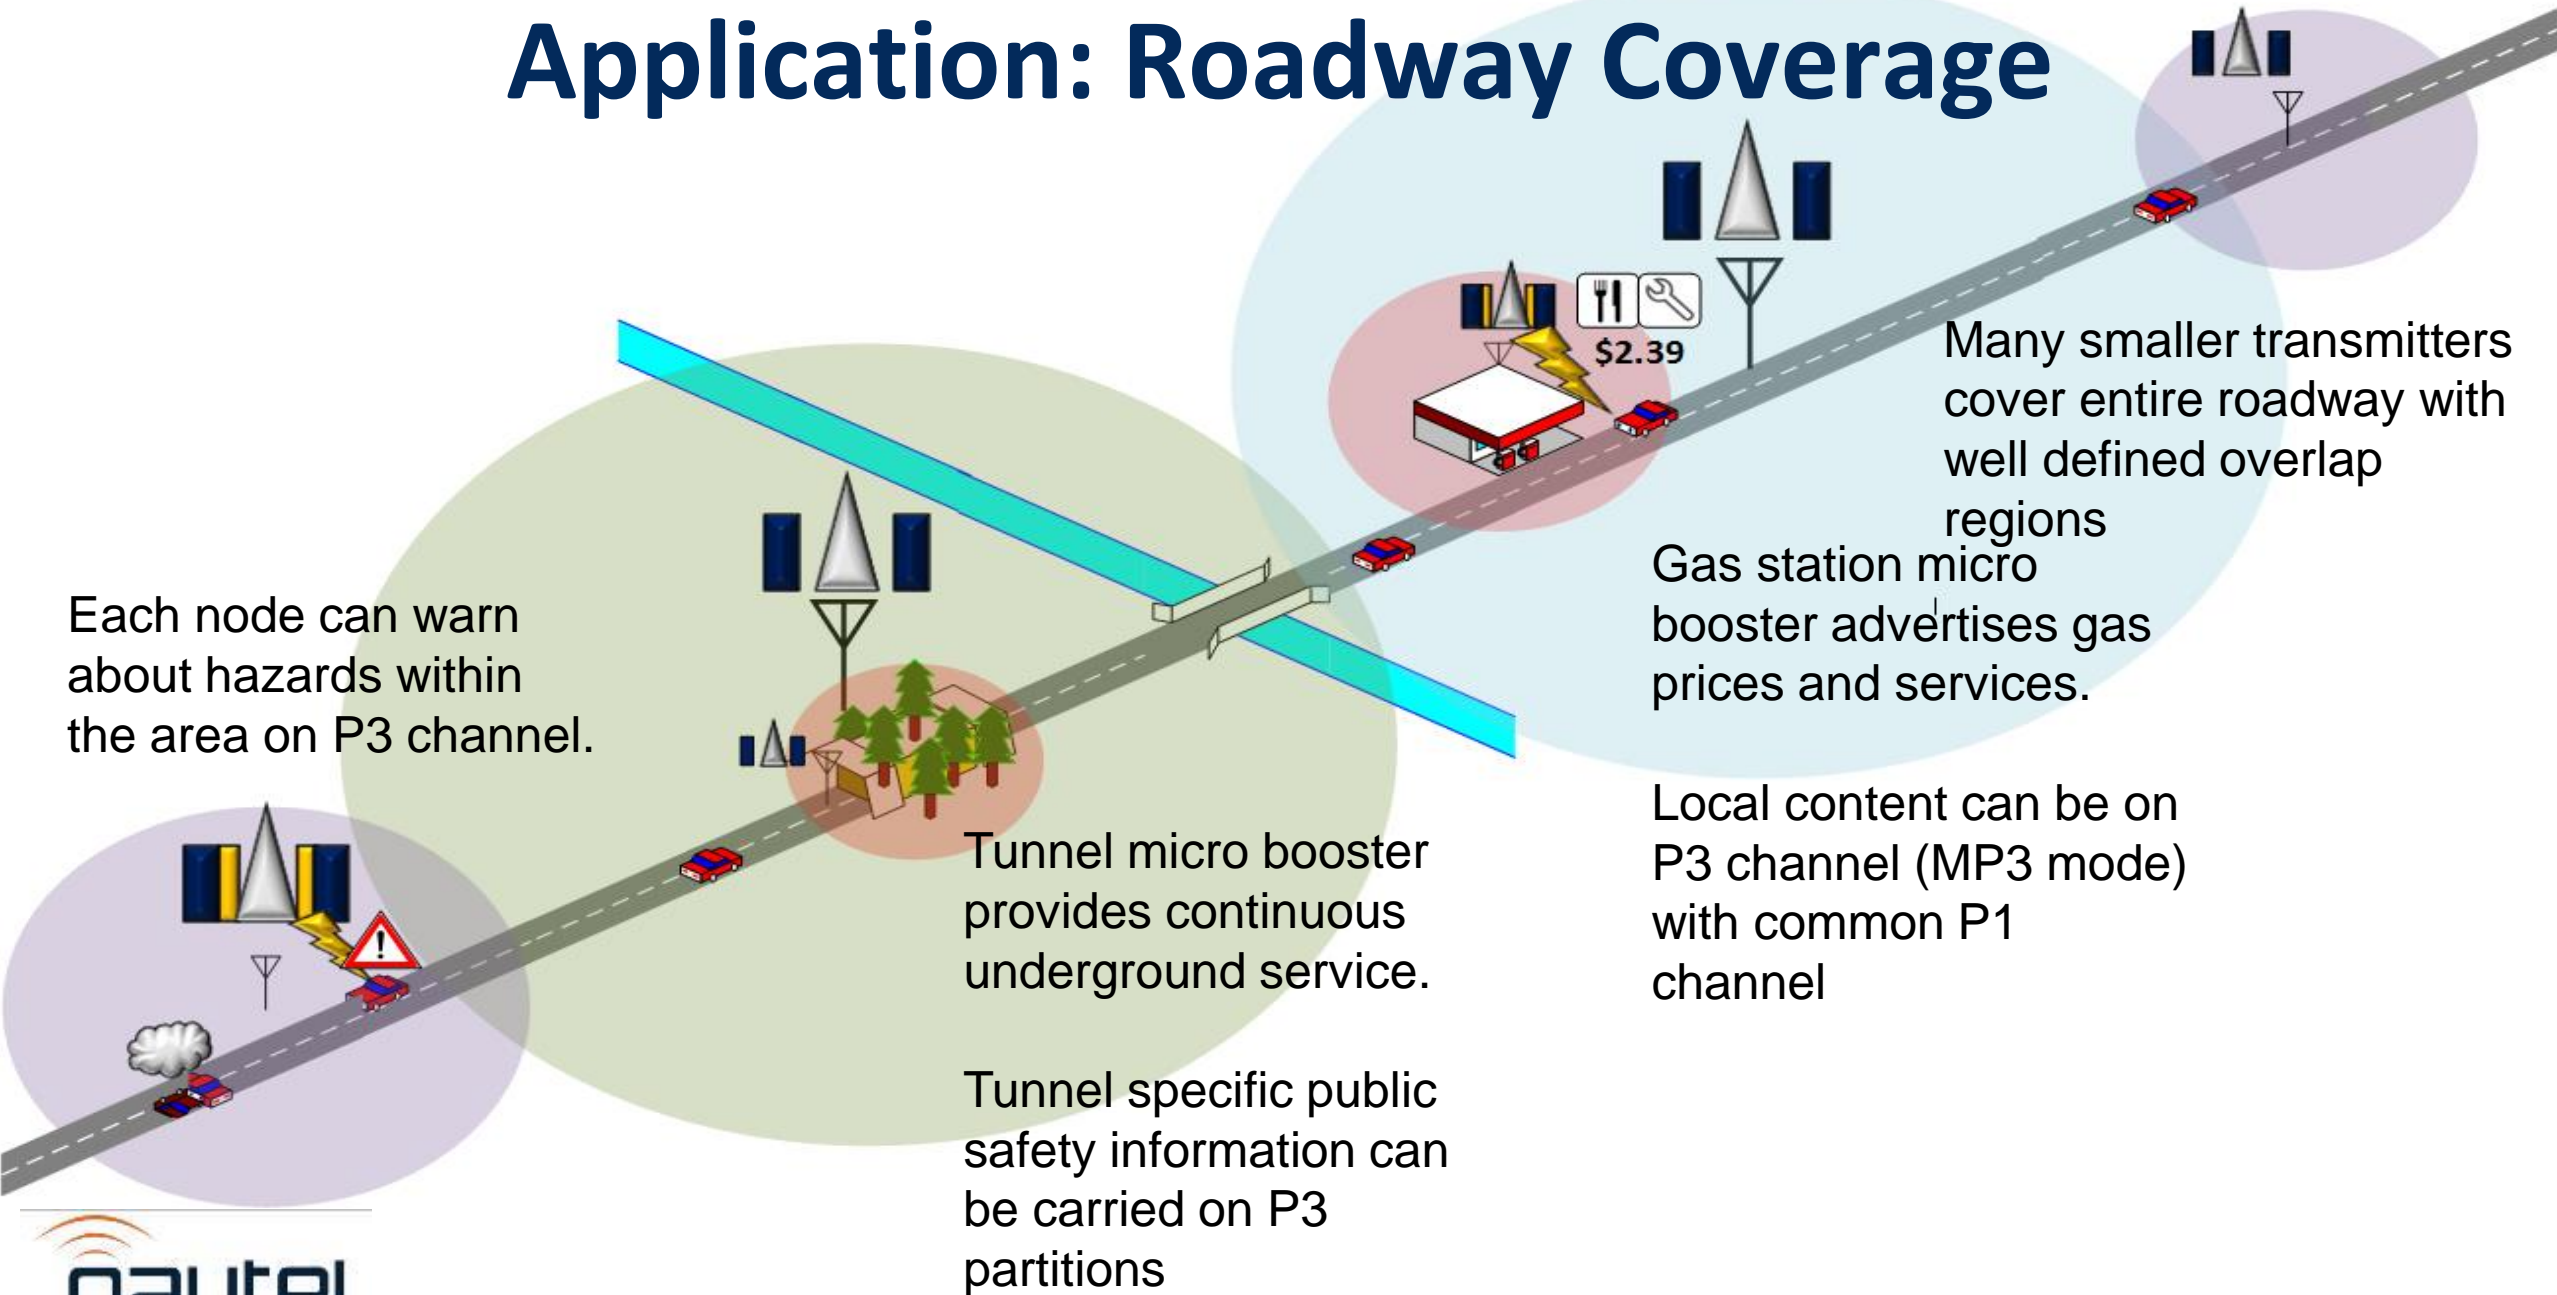 Application: Roadway Coverage
$2.39
Many smaller transmitters
cover entire roadway with
well defined overlap
regions
Gas station micro
booster advertises gas
prices and services.
Local content can be on
P3 channel (MP3 mode)
with common P1
channel
Each node can warn
about hazards within
the area on P3 channel.
!
Tunnel micro booster
provides continuous
underground service.
Tunnel specific public
safety information can
be carried on P3
partitions
nautel